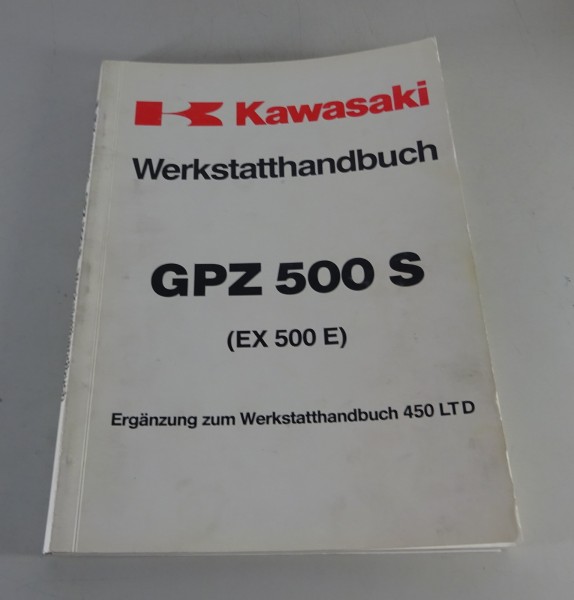 Kawasaki
Werkstatthandbuch
GPZ 500 S
(EX 500 E)
Ergänzung zum Werkstatthandbuch 450 LTD